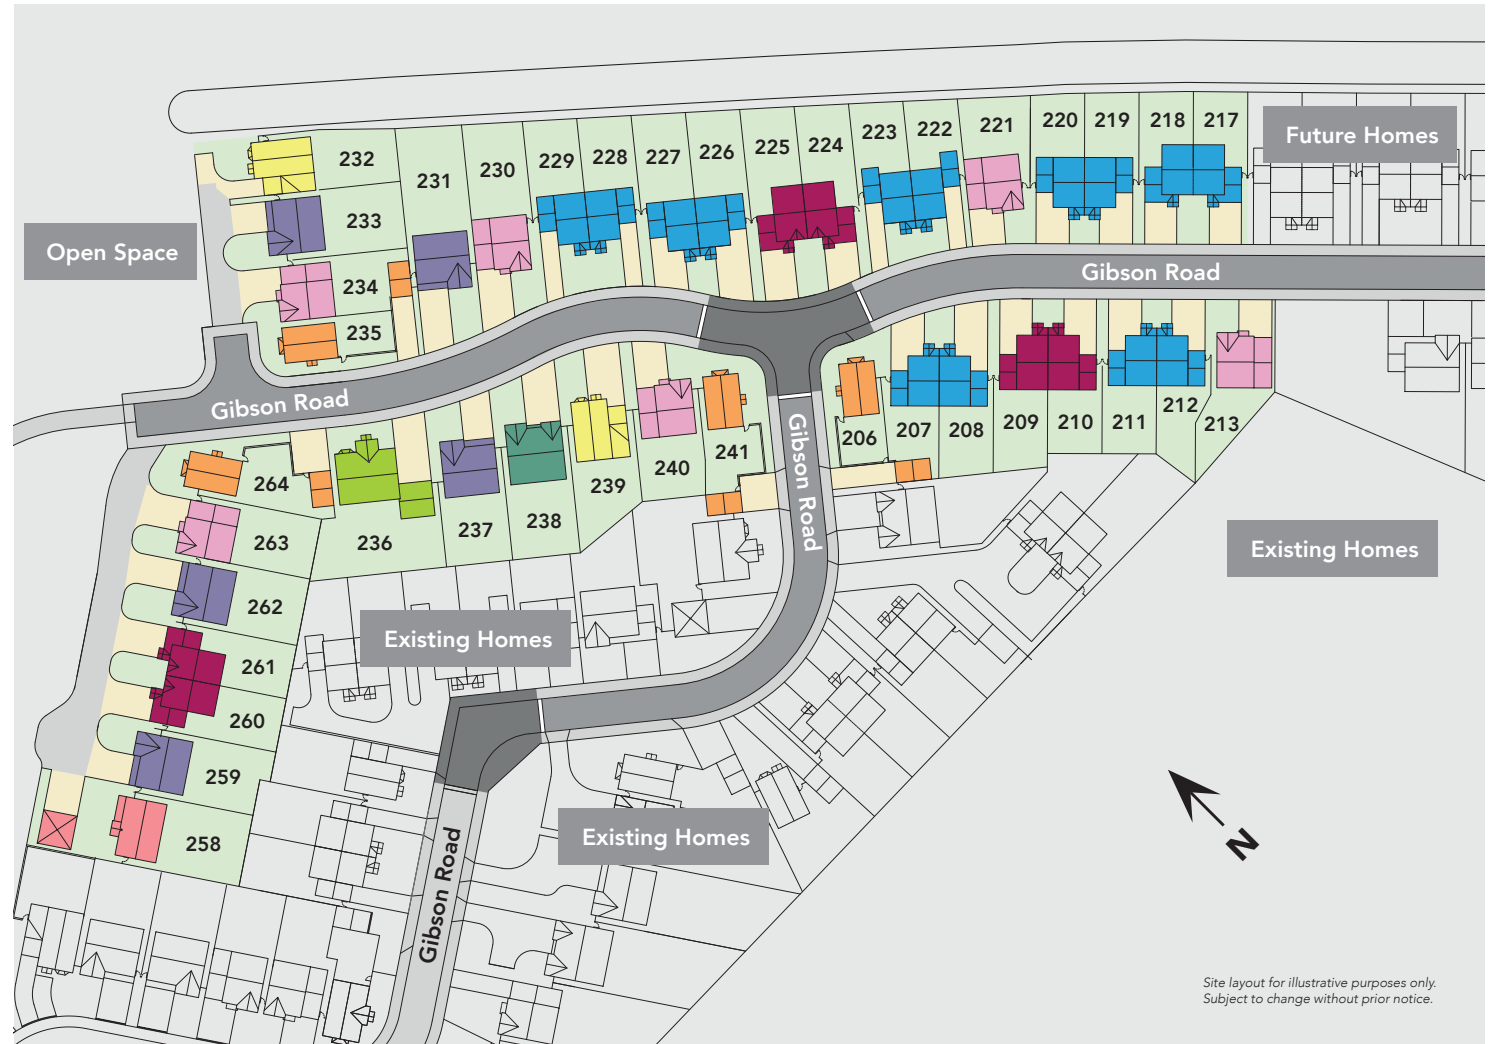 220 219 218 217
223 222 221
Future Homes
225 224
227 226
229 228
230
232
231
233
Open Space
Gibson Road
234
235
Gibson Road
212
213
209 210 211
207 208
206
241
240
239
264
Gibson Road
238
237
236
263
Existing Homes
262
Existing Homes
261
260
259
258
Existing Homes
Gibson Road
N
Site layout for illustrative purposes only.
Subject to change without prior notice.